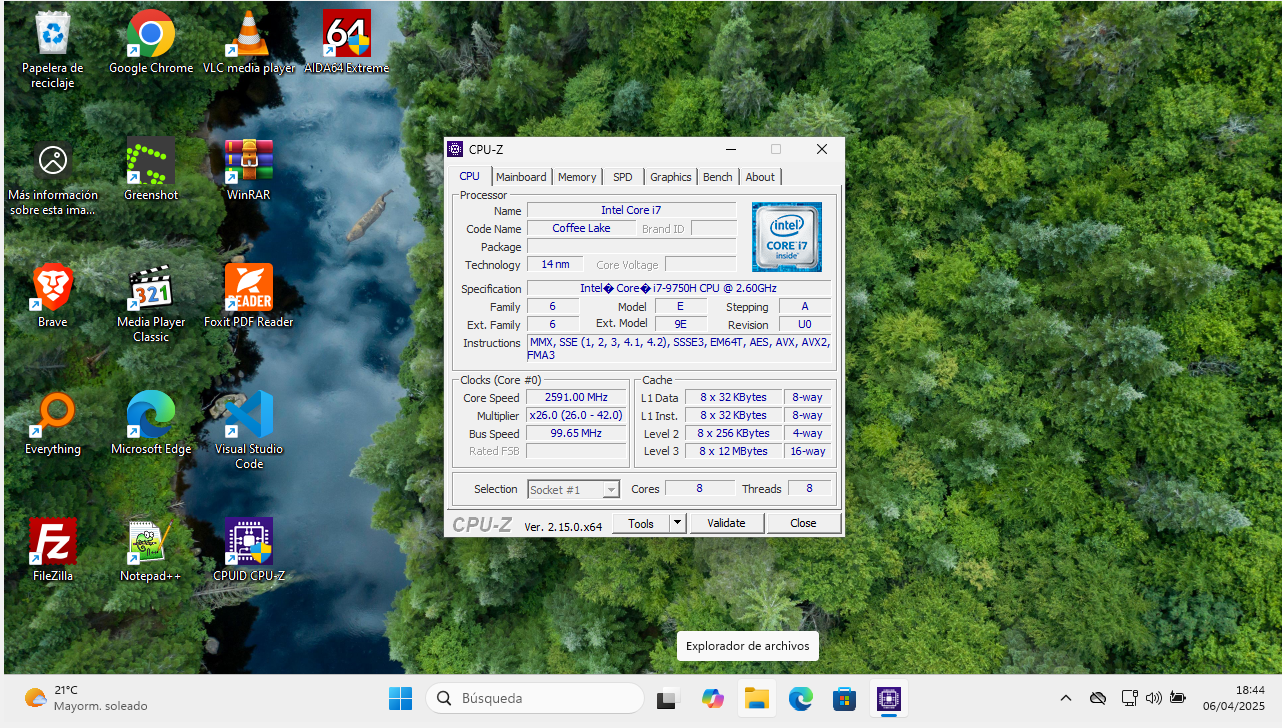 Papelera de
reciclaje
Google Chrome
VLC media player
64
AIDA64 Extreme
Más información
sobre esta ima...
Greenshot
WinRAR
Brave
321
Media Player
Classic
READER
Foxit PDF Reader
Everything
Microsoft Edge
Visual Studio
Code
Fz
FileZilla
Notepad++
CPUID CPU-Z
CPU-Z
CPU Mainboard Memory SPD Graphics Bench About
Processor
Name Intel Core i7
Code Name Coffee Lake Brand ID
Package
Technology 14 nm Core Voltage
intel
CORE i7
inside
Specification Intel� Core� i7-9750H CPU @ 2.60GHz
Family 6 Model E Stepping A
Ext. Family 6 Ext. Model 9E Revision U0
Instructions MMX, SSE (1, 2, 3, 4.1, 4.2), SSSE3, EM64T, AES, AVX, AVX2,
FMA3
Clocks (Core #0)
Core Speed 2591.00 MHz
Multiplier x26.0 (26.0 - 42.0)
Bus Speed 99.65 MHz
Rated FSB
Cache
L1 Data 8 x 32 KBytes 8-way
L1 Inst. 8 x 32 KBytes 8-way
Level 2 8 x 256 KBytes 4-way
Level 3 8 x 12 MBytes 16-way
Selection Socket #1 Cores 8 Threads 8
CPU-Z Ver. 2.15.0.x64 Tools Validate Close
Explorador de archivos
21°C
Mayorm. soleado
Búsqueda
18:44
06/04/2025